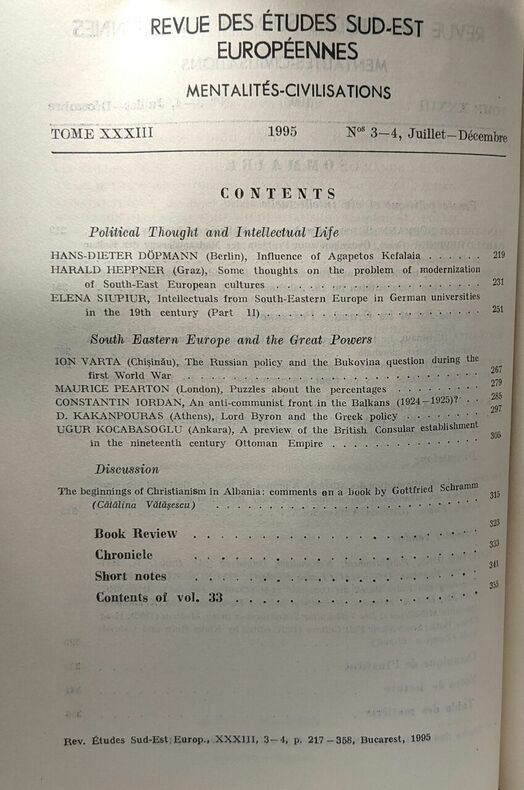 REVUE DES ÉTUDES SUD-EST
EUROPÉENNES
MENTALITÉS-CIVILISATIONS
TOME XXXIII 1995 Nos 3—4, Juillet—Décembre
CONTENTS
Political Thought and Intellectual Life
HANS-DIETER DÖPMANN (Berlin), Influence of Agapetos Kefalaia . . . . . . 219
HARALD HEPPNER (Graz), Some thoughts on the problem of modernization
of South-East European cultures . . . . . . . . . . . . . . . . 231
ELENA SIUPIUR, Intellectuals from South-Eastern Europe in German universities
in the 19th century (Part II) . . . . . . . . . . . . . . . . 251
South Eastern Europe and the Great Powers
ION VARTA (Chișinău), The Russian policy and the Bukovina question during the
first World War . . . . . . . . . . . . . . . . . . . . . . 267
MAURICE PEARTON (London), Puzzles about the percentages . . . . . . . 279
CONSTANTIN IORDAN, An anti-communist front in the Balkans (1924—1925)? . . 285
D. KAKANPOURAS (Athens), Lord Byron and the Greek policy . . . . . . 297
UGUR KOCABASOGLU (Ankara), A preview of the British Consular establishment
in the nineteenth century Ottoman Empire . . . . . . . . . . . . 305
Discussion
The beginnings of Christianism in Albania: comments on a book by Gottfried Schramm
(Cătălina Vătășescu) . . . . . . . . . . . . . . . . . . . . 315
Book Review . . . . . . . . . . . . . . . . . . . . 323
Chronicle . . . . . . . . . . . . . . . . . . . . 333
Short notes . . . . . . . . . . . . . . . . . . . . 341
Contents of vol. 33 . . . . . . . . . . . . . . . . . 355
Rev. Études Sud-Est Europ., XXXIII, 3—4, p. 217—358, Bucarest, 1995